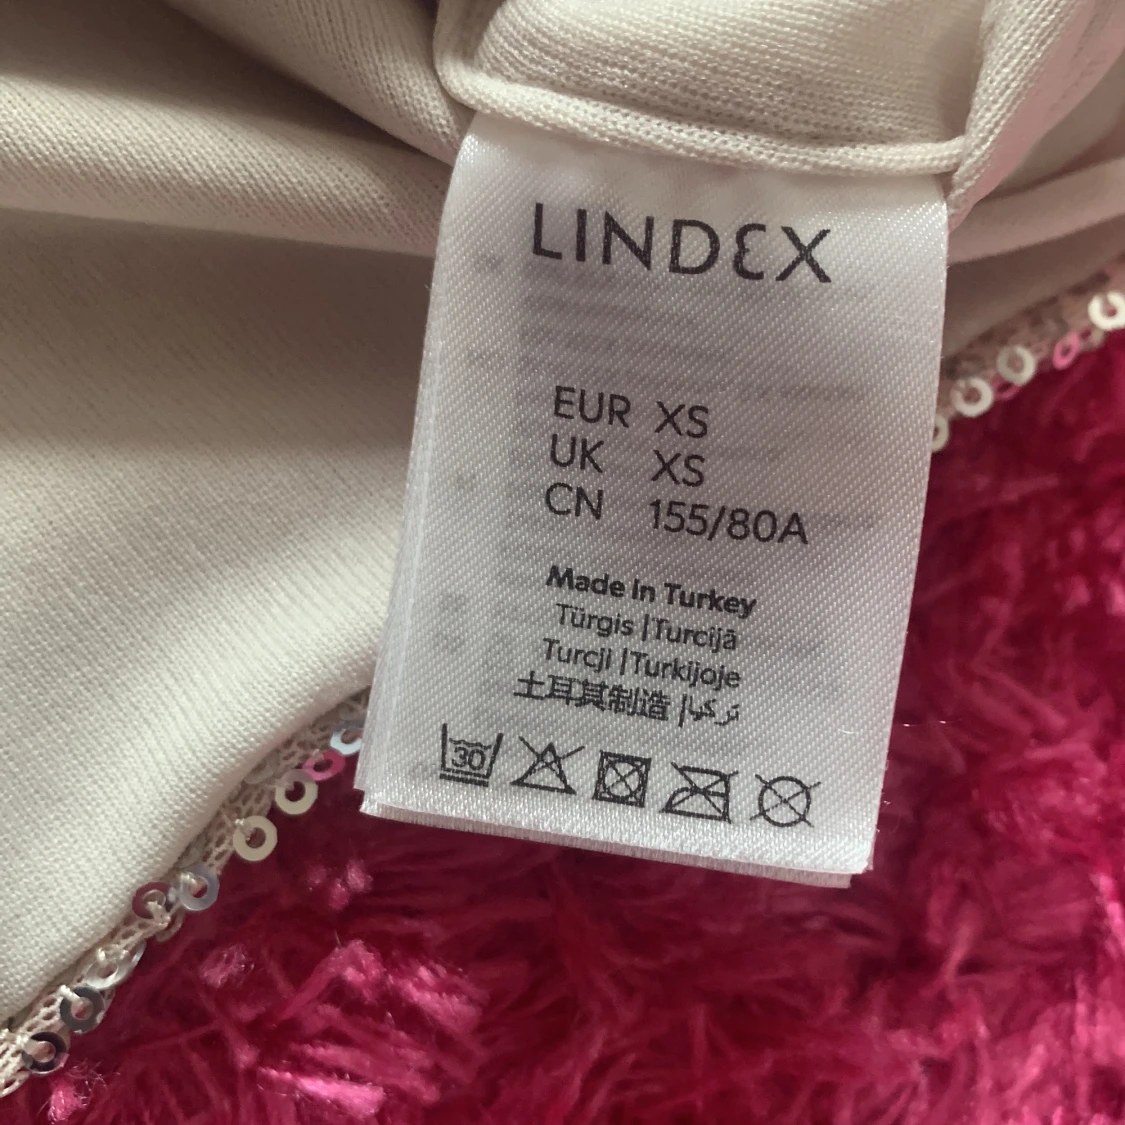 LINDEX
EUR XS
UK XS
CN 155/80A
Made in Turkey
Türgis | Turcijā
Turcji | Turkijoje
土耳其制造 | تركيا
30